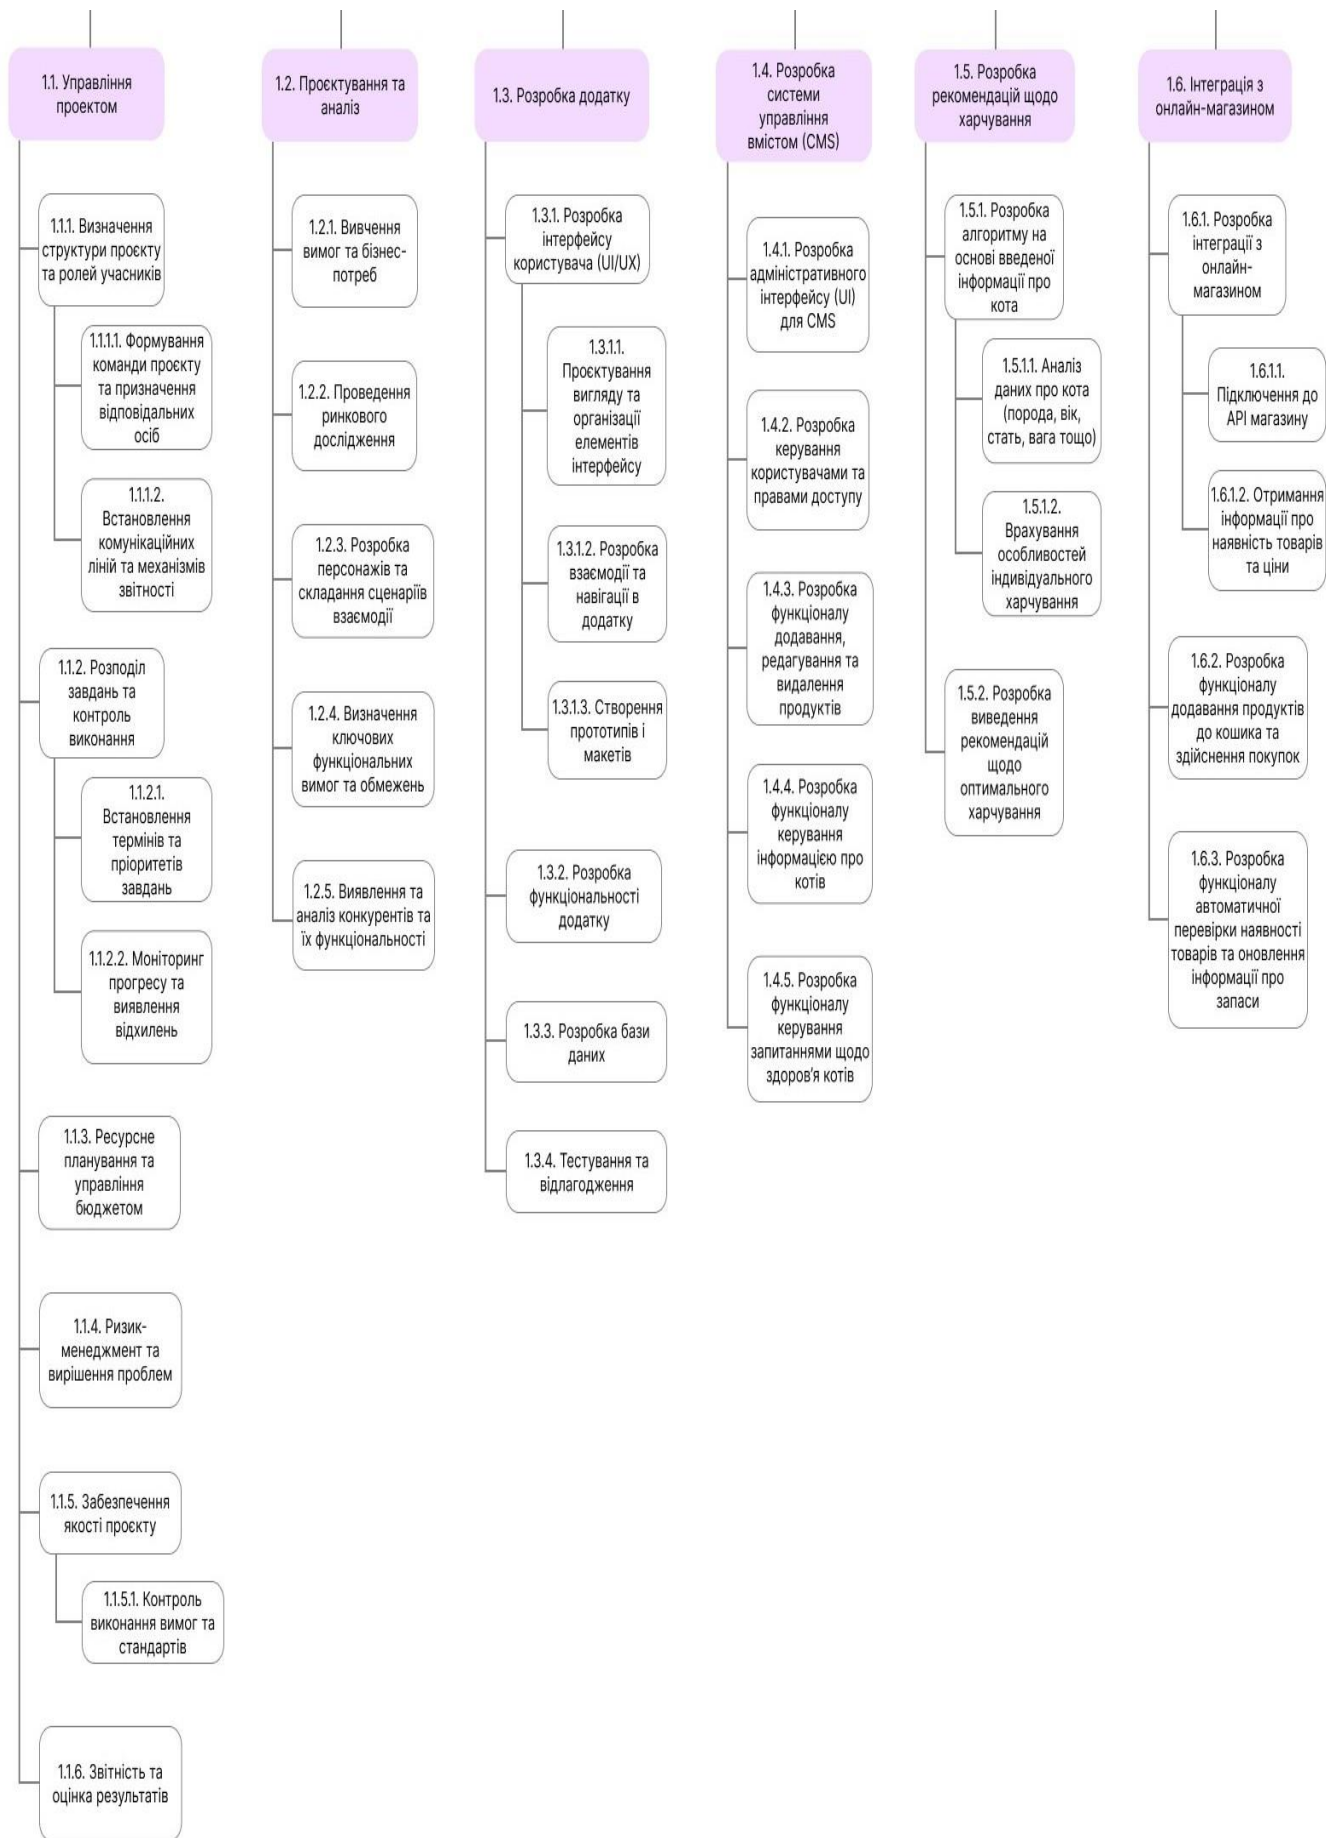 1.1. Управління
проектом
1.1.1. Визначення
структури проєкту
та ролей учасників
1.1.1.1. Формування
команди проєкту
та призначення
відповідальних
осіб
1.1.1.2.
Встановлення
комунікаційних
ліній та механізмів
звітності
1.1.2. Розподіл
завдань та
контроль
виконання
1.1.2.1.
Встановлення
термінів та
пріоритетів
завдань
1.1.2.2. Моніторинг
прогресу та
виявлення
відхилень
1.1.3. Ресурсне
планування та
управління
бюджетом
1.1.4. Ризик-
менеджмент та
вирішення проблем
1.1.5. Забезпечення
якості проєкту
1.1.5.1. Контроль
виконання вимог та
стандартів
1.1.6. Звітність та
оцінка результатів
1.2. Проєктування та
аналіз
1.2.1. Вивчення
вимог та бізнес-
потреб
1.2.2. Проведення
ринкового
дослідження
1.2.3. Розробка
персонажів та
складання сценаріїв
взаємодії
1.2.4. Визначення
ключових
функціональних
вимог та обмежень
1.2.5. Виявлення та
аналіз конкурентів та
їх функціональності
1.3. Розробка додатку
1.3.1. Розробка
інтерфейсу
користувача (UI/UX)
1.3.1.1.
Проєктування
вигляду та
організації
елементів
інтерфейсу
1.3.1.2. Розробка
взаємодії та
навігації в
додатку
1.3.1.3. Створення
прототипів і
макетів
1.3.2. Розробка
функціональності
додатку
1.3.3. Розробка бази
даних
1.3.4. Тестування та
відлагодження
1.4. Розробка
системи
управління
вмістом (CMS)
1.4.1. Розробка
адміністративного
інтерфейсу (UI)
для CMS
1.4.2. Розробка
керування
користувачами та
правами доступу
1.4.3. Розробка
функціоналу
додавання,
редагування та
видалення
продуктів
1.4.4. Розробка
функціоналу
керування
інформацією про
котів
1.4.5. Розробка
функціоналу
керування
запитаннями щодо
здоров'я котів
1.5. Розробка
рекомендацій щодо
харчування
1.5.1. Розробка
алгоритму на
основі введеної
інформації про
кота
1.5.1.1. Аналіз
даних про кота
(порода, вік,
стать, вага тощо)
1.5.1.2.
Врахування
особливостей
індивідуального
харчування
1.5.2. Розробка
виведення
рекомендацій
щодо
оптимального
харчування
1.6. Інтеграція з
онлайн-магазином
1.6.1. Розробка
інтеграції з
онлайн-
магазином
1.6.1.1.
Підключення до
API магазину
1.6.1.2. Отримання
інформації про
наявність товарів
та ціни
1.6.2. Розробка
функціоналу
додавання продуктів
до кошика та
здійснення покупок
1.6.3. Розробка
функціоналу
автоматичної
перевірки наявності
товарів та оновлення
інформації про
запаси